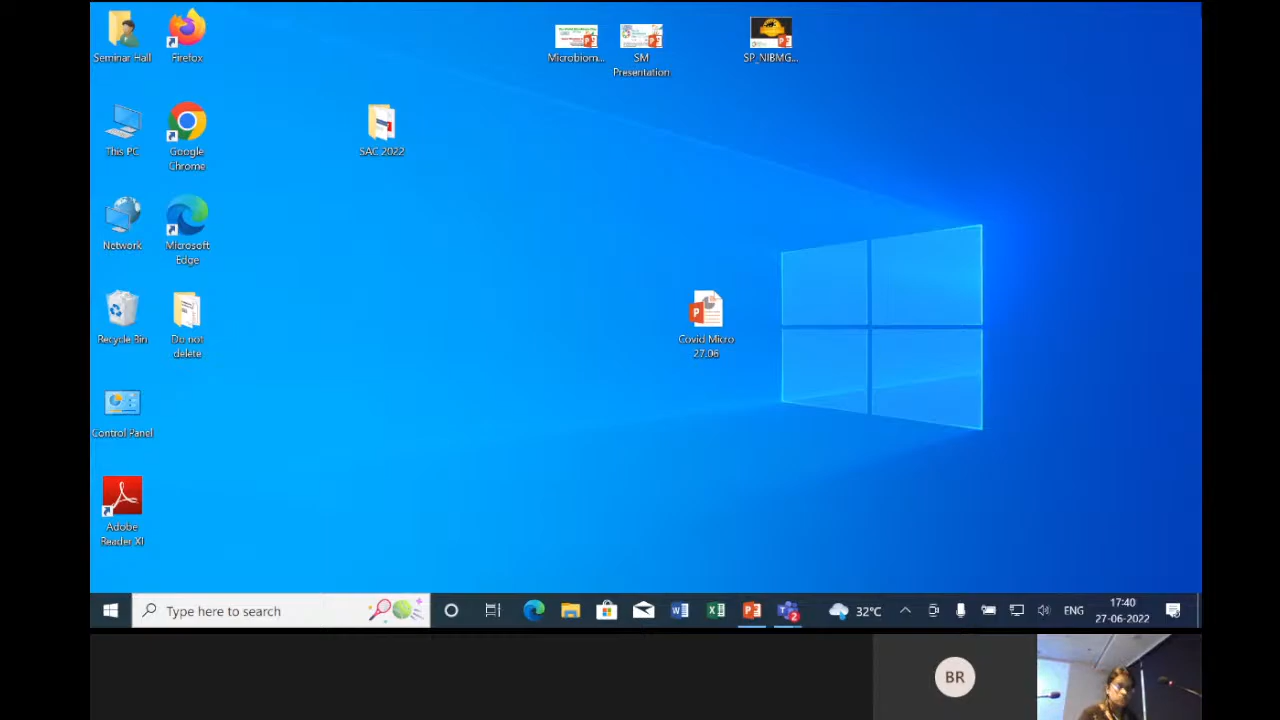 Seminar Hall
Firefox
Microbiom...
SM
Presentation
SP_NIBMG...
This PC
Google
Chrome
SAC 2022
Network
Microsoft
Edge
Recycle Bin
Do not
delete
Covid Micro
27.06
Control Panel
Adobe
Reader XI
Type here to search
32°C
ENG
17:40
27-06-2022
BR